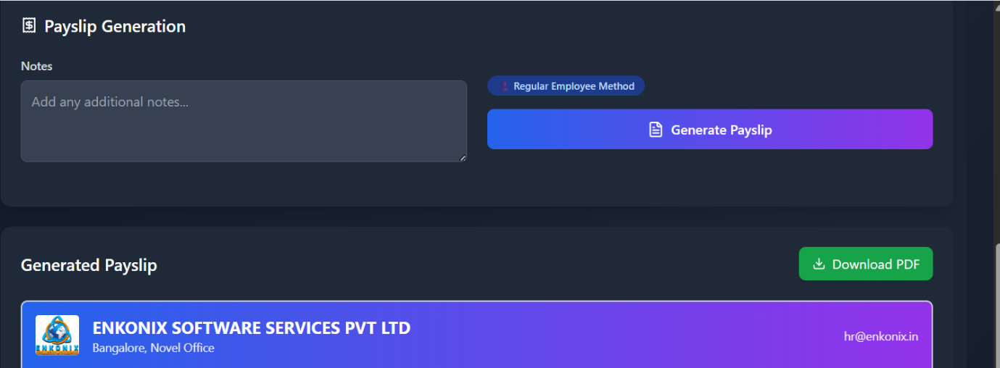 Payslip Generation
Notes
Add any additional notes...
Regular Employee Method
Generate Payslip
Generated Payslip
Download PDF
ENKONIX
ENKONIX SOFTWARE SERVICES PVT LTD
Bangalore, Novel Office
hr@enkonix.in